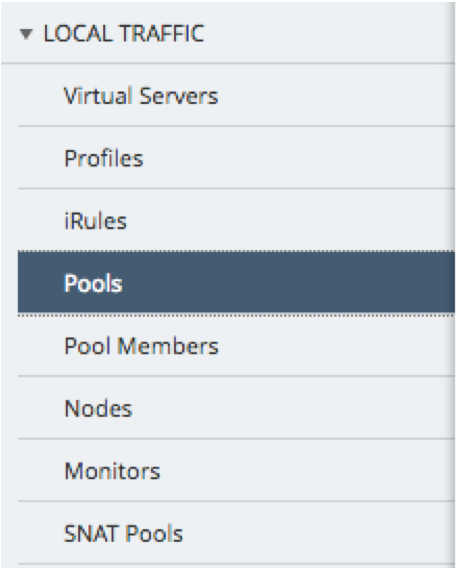 LOCAL TRAFFIC
Virtual Servers
Profiles
iRules
Pools
Pool Members
Nodes
Monitors
SNAT Pools